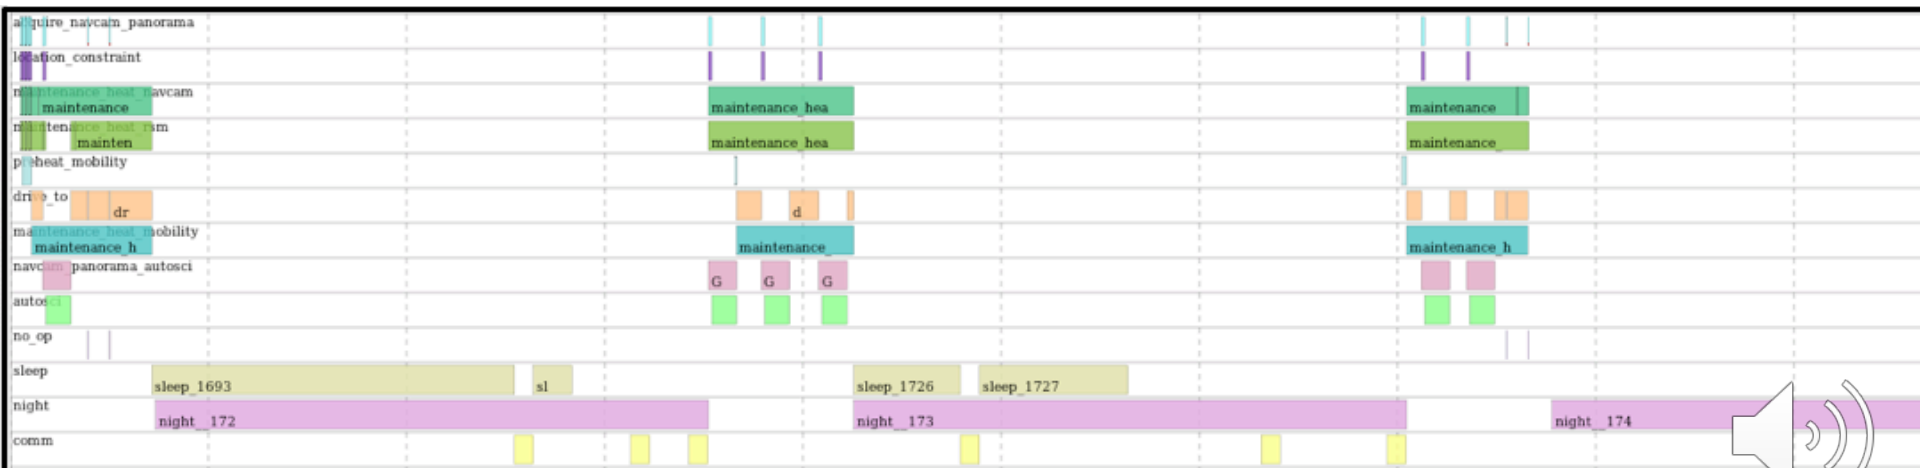 acquire_navcam_panorama
location_constraint
maintenance_heat_navcam
maintenance
maintenance_hea
maintenance
maintenance_heat_rsm
mainten
maintenance_hea
maintenance_
preheat_mobility
drive_to
dr
d
maintenance_heat_mobility
maintenance_h
maintenance_
maintenance_h
navcam_panorama_autosci
G
G
G
autosci
no_op
sleep
sleep_1693
sl
sleep_1726
sleep_1727
night
night__172
night__173
night__174
comm